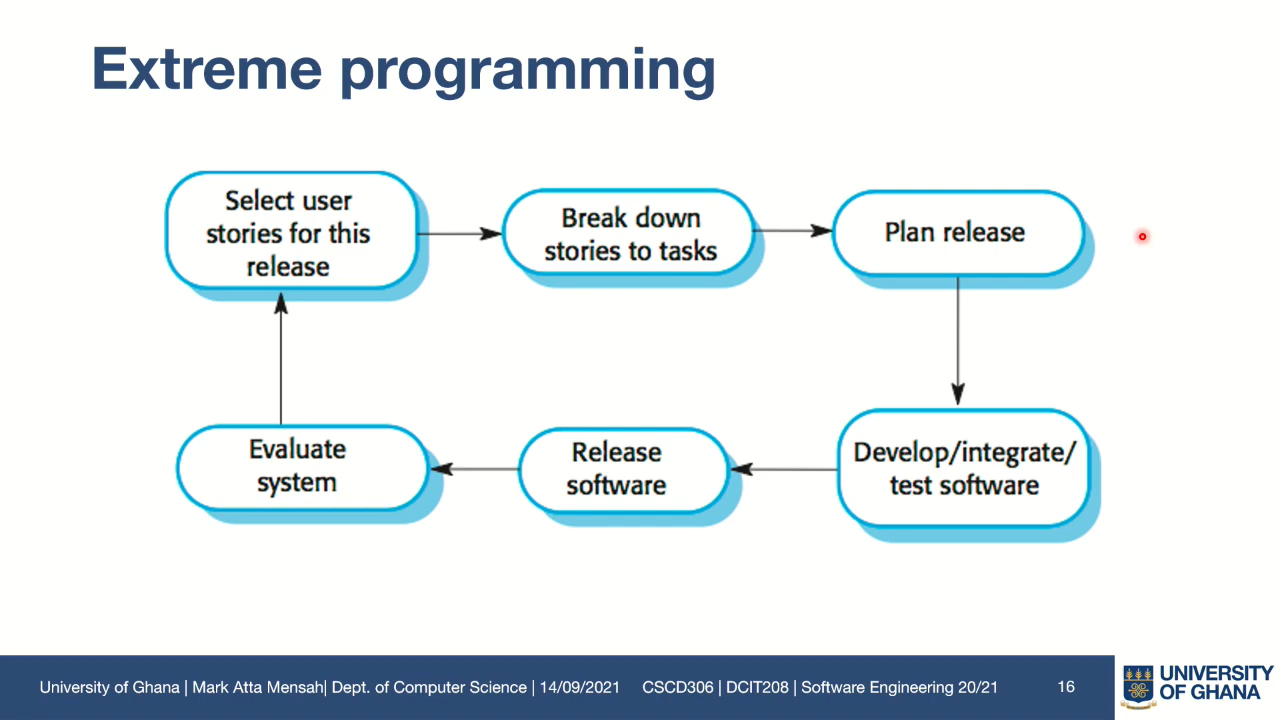 Extreme programming
Select user
stories for this
release
Break down
stories to tasks
Plan release
Evaluate
system
Release
software
Develop/integrate/
test software
University of Ghana | Mark Atta Mensah| Dept. of Computer Science | 14/09/2021 CSCD306 | DCIT208 | Software Engineering 20/21 16
UNIVERSITY
OF GHANA